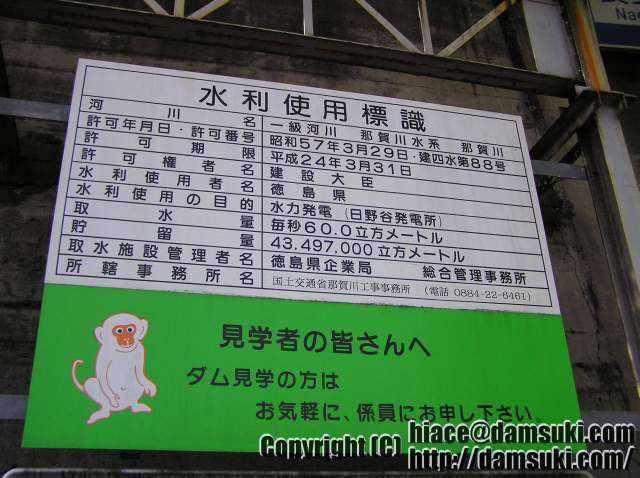 水利使用標識
河川名 一級河川 那賀川水系 那賀川
許可年月日・許可番号 昭和57年3月29日・建四水第88号
許可期限 平成24年3月31日
許可権者名 建設大臣
水利使用者名 徳島県
水利使用の目的 水力発電 (日野谷発電所)
取水量 毎秒60.0立方メートル
貯留量 43.497,000立方メートル
取水施設管理者名 徳島県企業局 総合管理事務所
所轄事務所名 国土交通省那賀川工事事務所 (電話 0884-22-6461)
見学者の皆さんへ
ダム見学の方は
お気軽に、係員にお申し下さい。
Copyright (C) hiace@damsuki.com
http://damsuki.com/